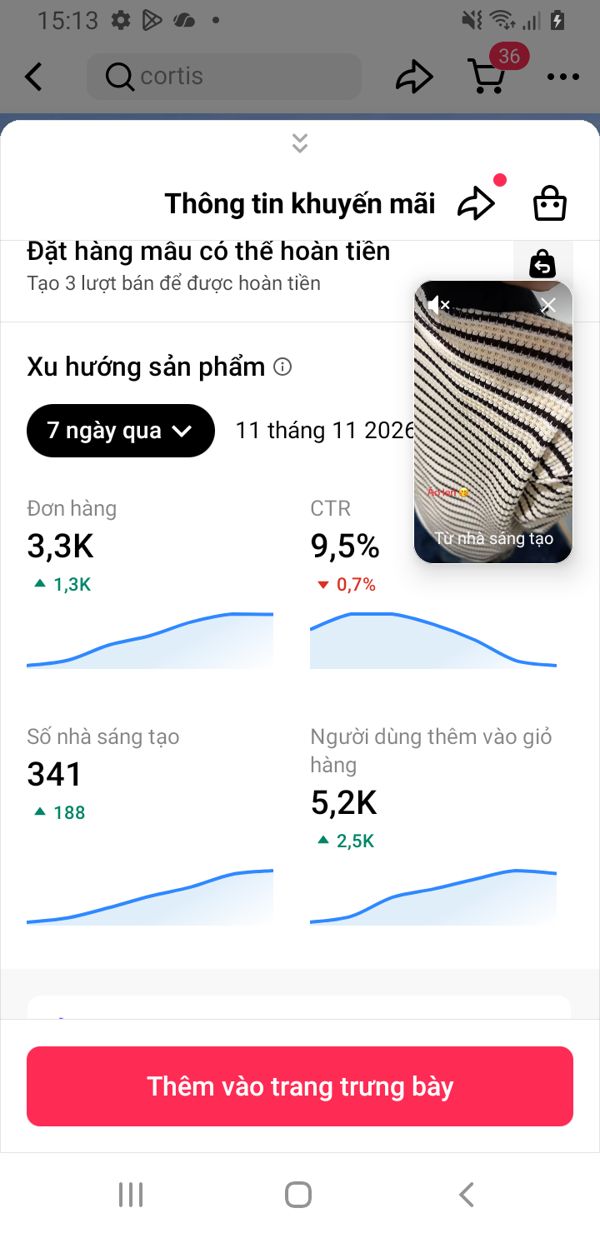 15:13
cortis
36
Thông tin khuyến mãi
Đặt hàng mẫu có thể hoàn tiền
Tạo 3 lượt bán để được hoàn tiền
Xu hướng sản phẩm
7 ngày qua
11 tháng 11 2026
Áo len
Từ nhà sáng tạo
Đơn hàng
3,3K
1,3K
CTR
9,5%
0,7%
Số nhà sáng tạo
341
188
Người dùng thêm vào giỏ
hàng
5,2K
2,5K
Thêm vào trang trưng bày